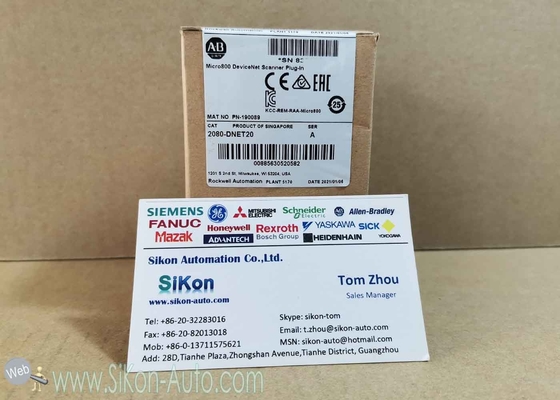 AB
*SN 6
Micro800 DeviceNet Scanner Plug-In
CE
EAC
25
KCC-REM-RAA-Micro800
MAT NO PN-190089
CAT PRODUCT OF SINGAPORE SER
2080-DNET20 A
00885630520582
1201 S 2nd St, Milwaukee, WI 53204, USA
Rockwell Automation PLANT 5170 DATE 2021/01/04
SIEMENS GE MITSUBISHI ELECTRIC Schneider Electric AB Allen-Bradley
FANUC Honeywell Rexroth Bosch Group YASKAWA SICK
Mazak ADVANTECH HEIDENHAIN YOKOGAWA
Sikon Automation Co.,Ltd.
SiKon
www.sikon-auto.com
Tom Zhou
Sales Manager
Tel: +86-20-32283016
Fax: +86-20-82013018
Mob: +86-0-13711575621
Skype: sikon-tom
Email: t.zhou@sikon-auto.com
MSN: sikon-auto@hotmail.com
Add: 28D,Tianhe Plaza,Zhongshan Avenue,Tianhe District, Guangzhou
Web www.SiKon-Auto.com